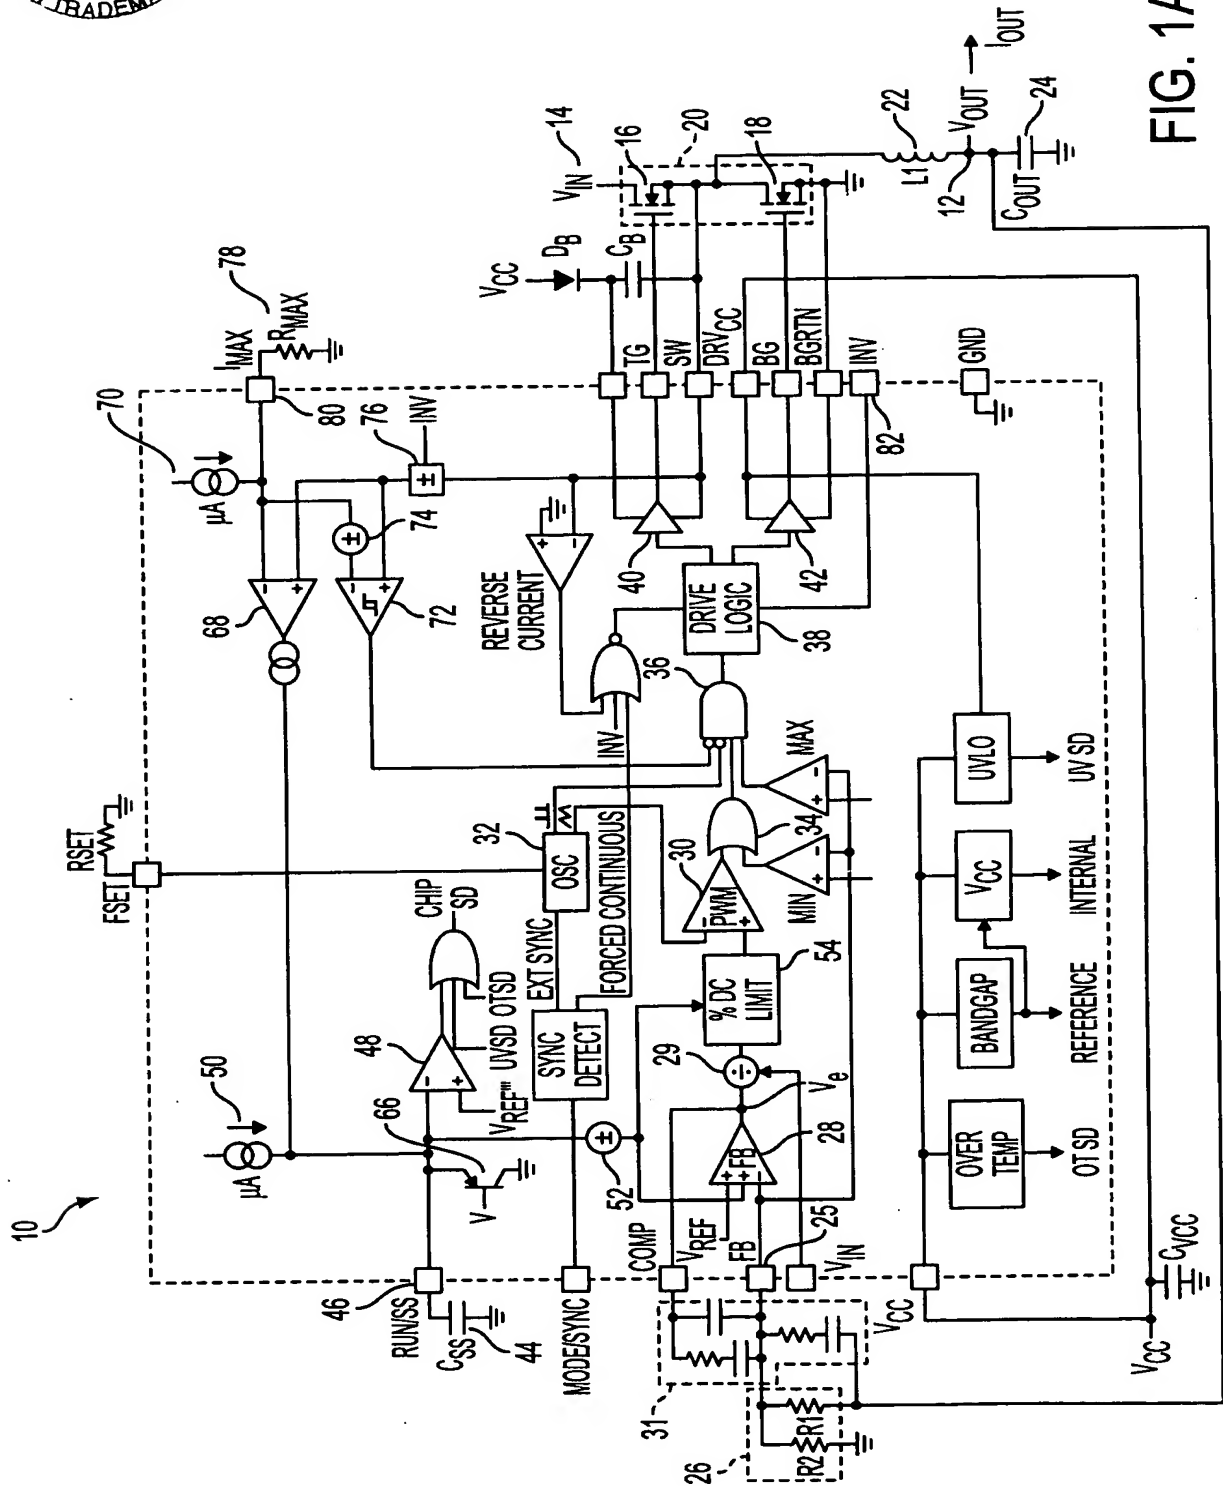 TRADEM
FIG. 1A
10
50
μA
RSET
FSET
70
μA
IMAX
78
RMAX
80
76
INV
74
68
72
VCC
DB
CB
14
VIN
16
20
18
22
L1
12
VOUT
IOUT
COUT
24
TG
SW
DRVCC
BG
BGRTN
INV
82
GND
REVERSE
CURRENT
40
42
DRIVE
LOGIC
38
36
INV
CHIP
SD
48
UVSD OTSD
VREF'''
66
V
46
RUN/SS
CSS
44
MODE/SYNC
SYNC
DETECT
EXT SYNC
FORCED CONTINUOUS
32
OSC
52
COMP
VREF
FB
25
VIN
FB
28
Ve
29
% DC
LIMIT
54
30
PWM
34
MIN
MAX
31
26
R2
R1
VCC
VCC
CVCC
OVER
TEMP
OT SD
BANDGAP
REFERENCE
VCC
INTERNAL
UVLO
UV SD